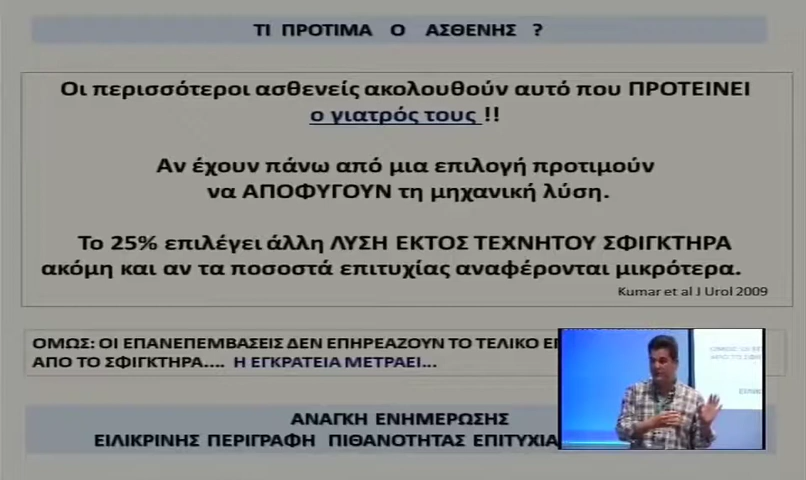 ΤΙ ΠΡΟΤΙΜΑ Ο ΑΣΘΕΝΗΣ ?
Οι περισσότεροι ασθενείς ακολουθούν αυτό που ΠΡΟΤΕΙΝΕΙ
ο γιατρός τους !!
Αν έχουν πάνω από μια επιλογή προτιμούν
να ΑΠΟΦΥΓΟΥΝ τη μηχανική λύση.
Το 25% επιλέγει άλλη ΛΥΣΗ ΕΚΤΟΣ ΤΕΧΝΗΤΟΥ ΣΦΙΓΚΤΗΡΑ
ακόμη και αν τα ποσοστά επιτυχίας αναφέρονται μικρότερα.
Kumar et al J Urol 2009
ΟΜΩΣ: ΟΙ ΕΠΑΝΕΠΕΜΒΑΣΕΙΣ ΔΕΝ ΕΠΗΡΕΑΖΟΥΝ ΤΟ ΤΕΛΙΚΟ
ΑΠΟ ΤΟ ΣΦΙΓΚΤΗΡΑ.... Η ΕΓΚΡΑΤΕΙΑ ΜΕΤΡΑΕΙ...
ΑΝΑΓΚΗ ΕΝΗΜΕΡΩΣΗΣ
ΕΙΛΙΚΡΙΝΗΣ ΠΕΡΙΓΡΑΦΗ ΠΙΘΑΝΟΤΗΤΑΣ ΕΠΙΤΥΧΙΑ